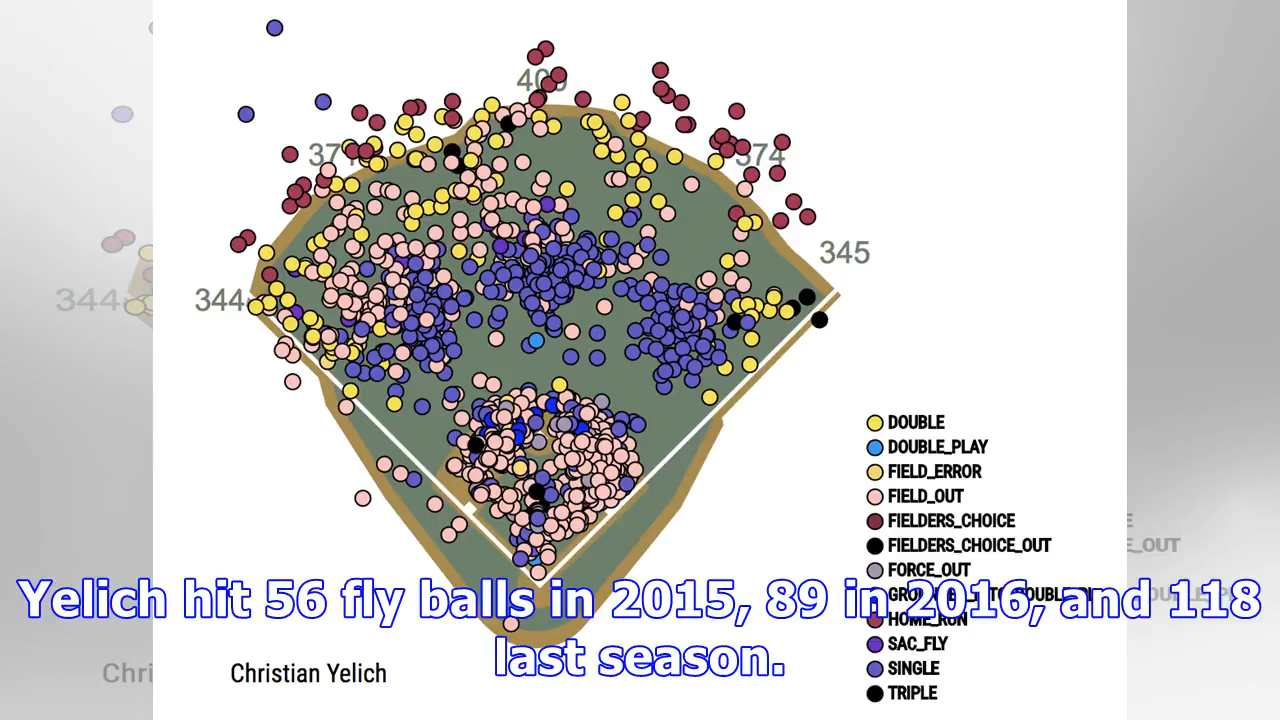 409
371
374
345
344
344
DOUBLE
DOUBLE_PLAY
FIELD_ERROR
FIELD_OUT
FIELDERS_CHOICE
FIELDERS_CHOICE_OUT
FORCE_OUT
HOME_RUN
SAC_FLY
SINGLE
TRIPLE
Yelich hit 56 fly balls in 2015, 89 in 2016, and 118
last season.
Christian Yelich